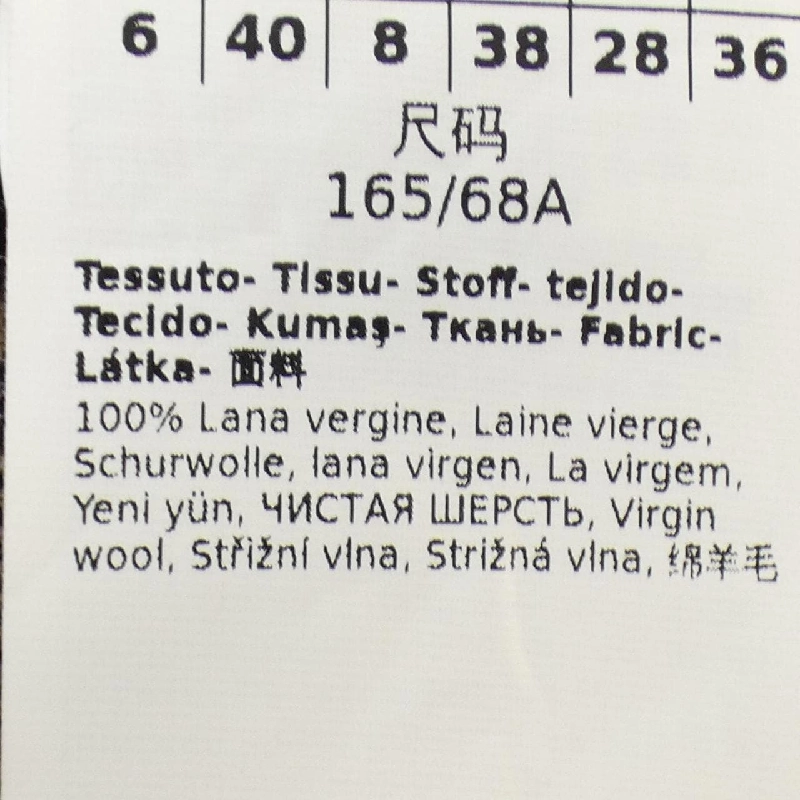 6 40 8 38 28 36
尺码
165/68A
Tessuto- Tissu- Stoff- tejido-
Tecido- Kumaş- Ткань- Fabric-
Látka- 面料
100% Lana vergine, Laine vierge,
Schurwolle, lana virgen, La virgem,
Yeni yün, ЧИСТАЯ ШЕРСТЬ, Virgin
wool, Střižní vlna, Strižná vlna, 绵羊毛